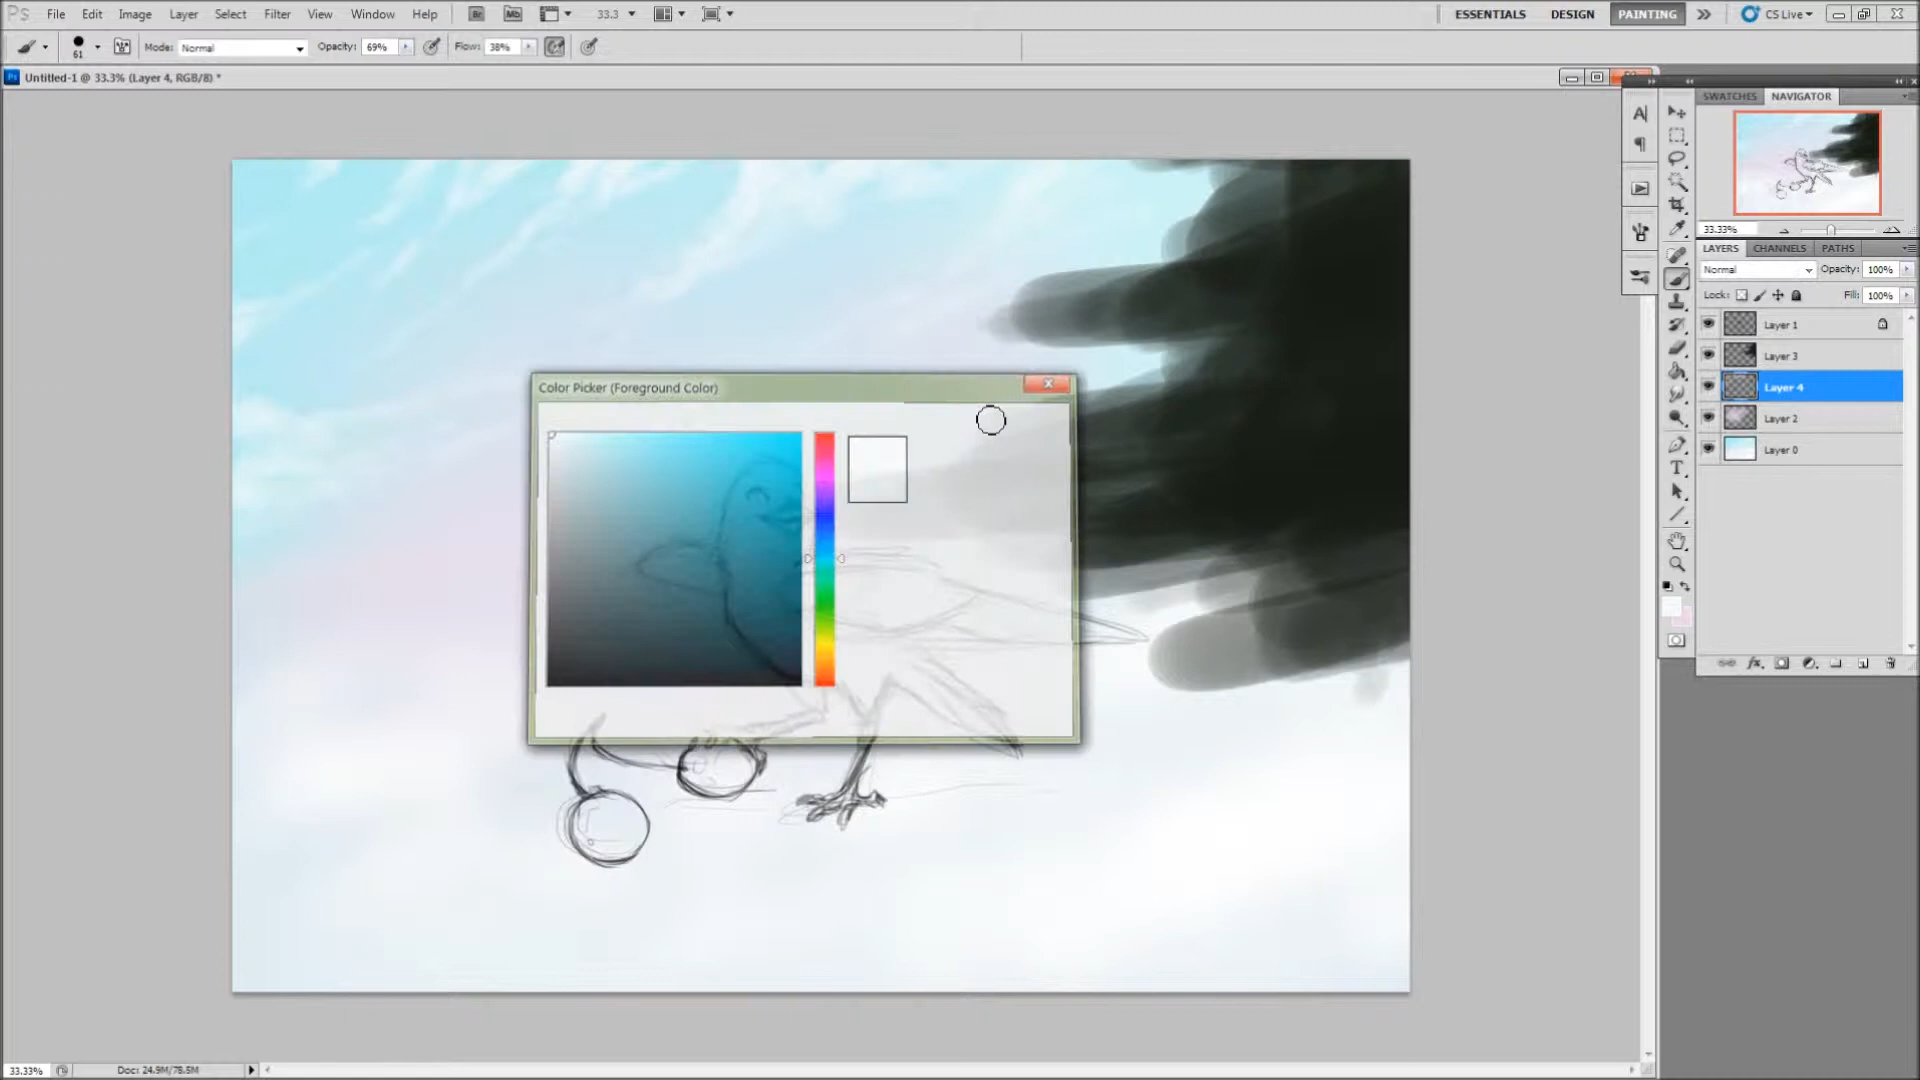 Ps File Edit Image Layer Select Filter View Window Help Br Mb 33.3 ESSENTIALS DESIGN PAINTING CS Live
61 Mode: Normal Opacity: 69% Flow: 38%
Ps Untitled-1 @ 33.3% (Layer 4, RGB/8) *
SWATCHES NAVIGATOR
33.33%
LAYERS CHANNELS PATHS
Normal Opacity: 100%
Lock: Fill: 100%
Layer 1
Layer 3
Layer 4
Layer 2
Layer 0
Color Picker (Foreground Color)
33.33% Doc: 24.9M/78.5M